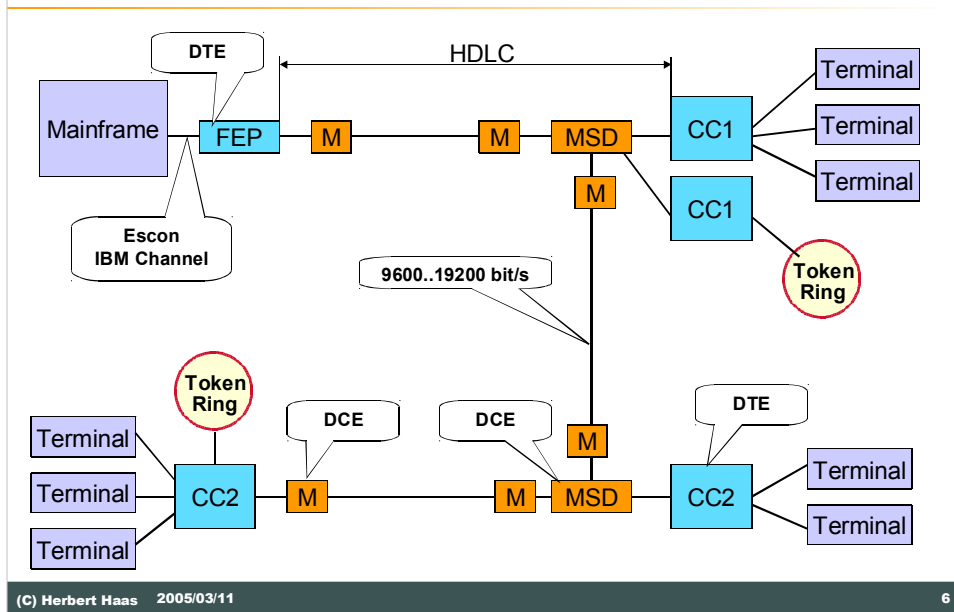 DTE
HDLC
Terminal
Mainframe
FEP
M
M
MSD
CC1
Terminal
Terminal
M
CC1
Escon
IBM Channel
9600..19200 bit/s
Token
Ring
Token
Ring
DCE
DCE
DTE
Terminal
M
Terminal
Terminal
CC2
M
M
MSD
CC2
Terminal
Terminal
(C) Herbert Haas 2005/03/11
6